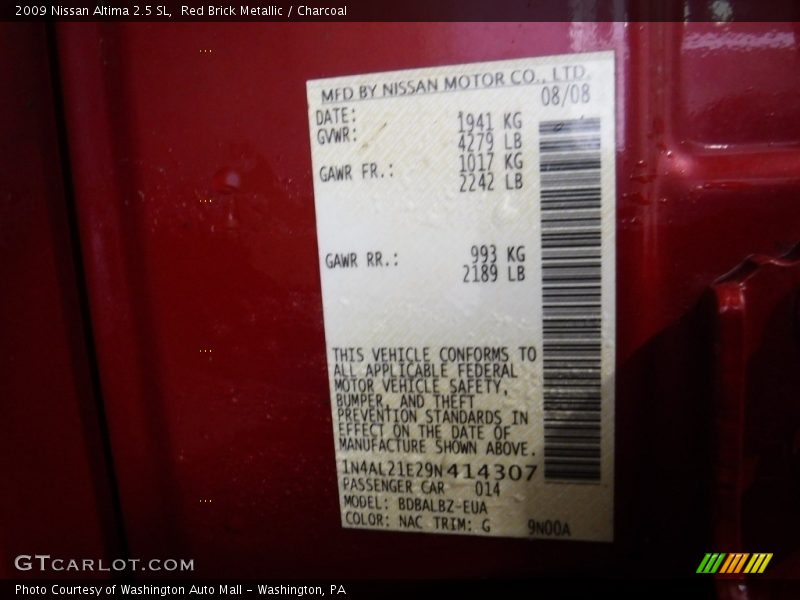 2009 Nissan Altima 2.5 SL,  Red Brick Metallic / Charcoal
MFD BY NISSAN MOTOR CO., LTD.
08/08
DATE:
GVWR: 1941 KG
4279 LB
GAWR FR.: 1017 KG
2242 LB
GAWR RR.: 993 KG
2189 LB
THIS VEHICLE CONFORMS TO
ALL APPLICABLE FEDERAL
MOTOR VEHICLE SAFETY,
BUMPER, AND THEFT
PREVENTION STANDARDS IN
EFFECT ON THE DATE OF
MANUFACTURE SHOWN ABOVE.
1N4AL21E29N414307
PASSENGER CAR 014
MODEL: BDBALBZ-EUA
COLOR: NAC TRIM: G 9N00A
GTCARLOT.COM
Photo Courtesy of Washington Auto Mall - Washington, PA